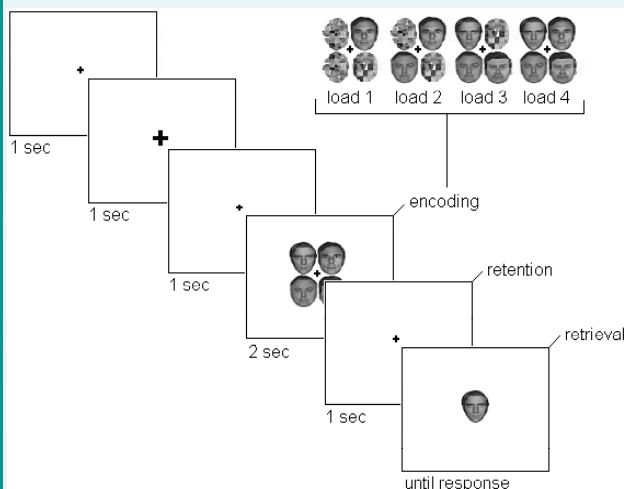 load 1 load 2 load 3 load 4
1 sec
encoding
1 sec
retention
1 sec
retrieval
2 sec
1 sec
until response